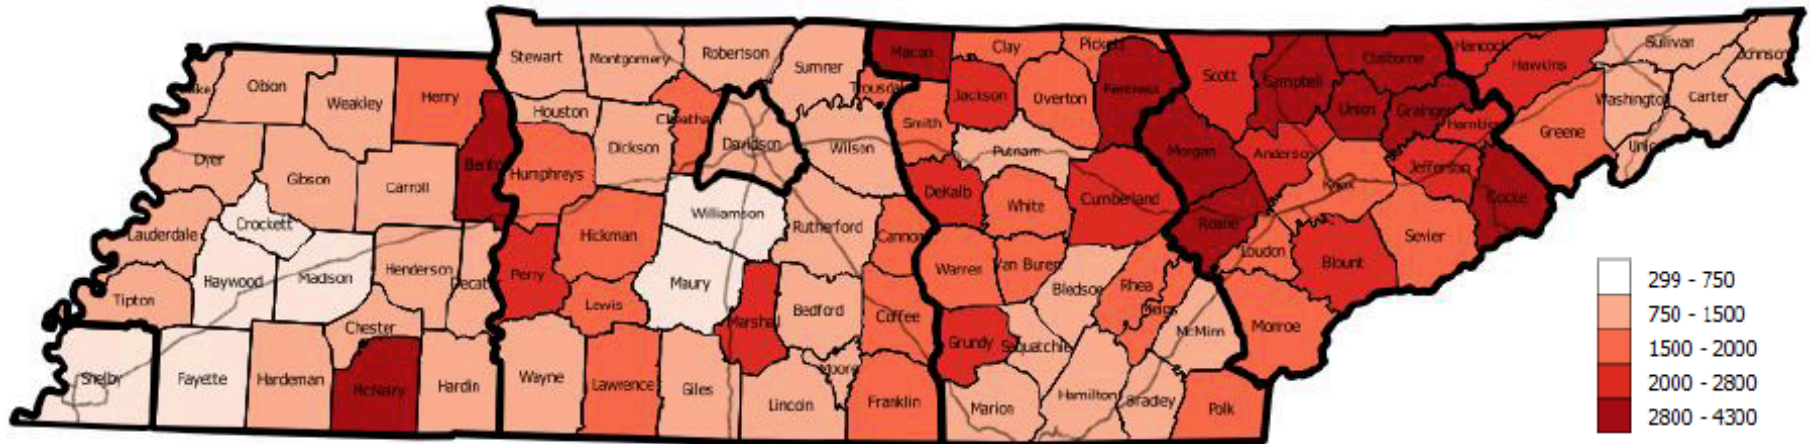 Stewart
Montgomery
Robertson
Sumner
Macon
Clay
Pickett
Scott
Campbell
Claiborne
Hancock
Hawkins
Sullivan
Johnson
Lake
Obion
Weakley
Herry
Houston
Cheatham
Trousdale
Jackson
Overton
Fentress
Union
Grainger
Hamblen
Washington
Carter
Smith
Greene
Dyer
Gibson
Carroll
Humphreys
Dickson
Davidson
Wilson
Putnam
Morgan
Anderson
Knox
Jefferson
Cocke
Crockett
Williamson
DeKalb
White
Cumberland
Roane
Lauderdale
Haywood
Madison
Henderson
Decat
Perry
Hickman
Rutherford
Cannon
Warren
Van Buren
Loudon
Blount
Sevier
Tipton
Chester
Lewis
Maury
Marshal
Bedford
Coffee
Bledsoe
Rhea
Meigs
McMinn
Monroe
Grundy
Sequatchie
Shelby
Fayette
Hardeman
McNairy
Hardin
Wayne
Lawrence
Giles
Lincoln
Moore
Franklin
Marion
Hamilton
Bradley
Polk
299 - 750
750 - 1500
1500 - 2000
2000 - 2800
2800 - 4300